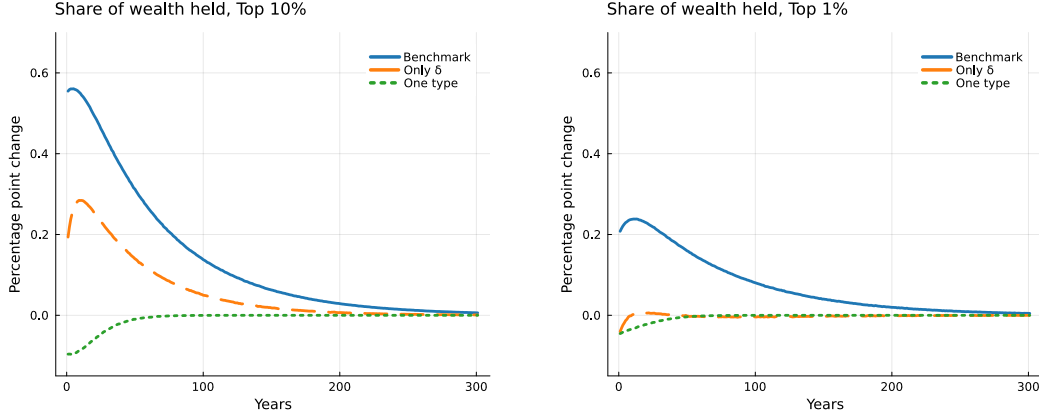 Share of wealth held, Top 10%
Percentage point change
0.6
0.4
0.2
0.0
Benchmark
Only δ
One type
0
100
200
300
Years
Share of wealth held, Top 1%
Percentage point change
0.6
0.4
0.2
0.0
Benchmark
Only δ
One type
0
100
200
300
Years